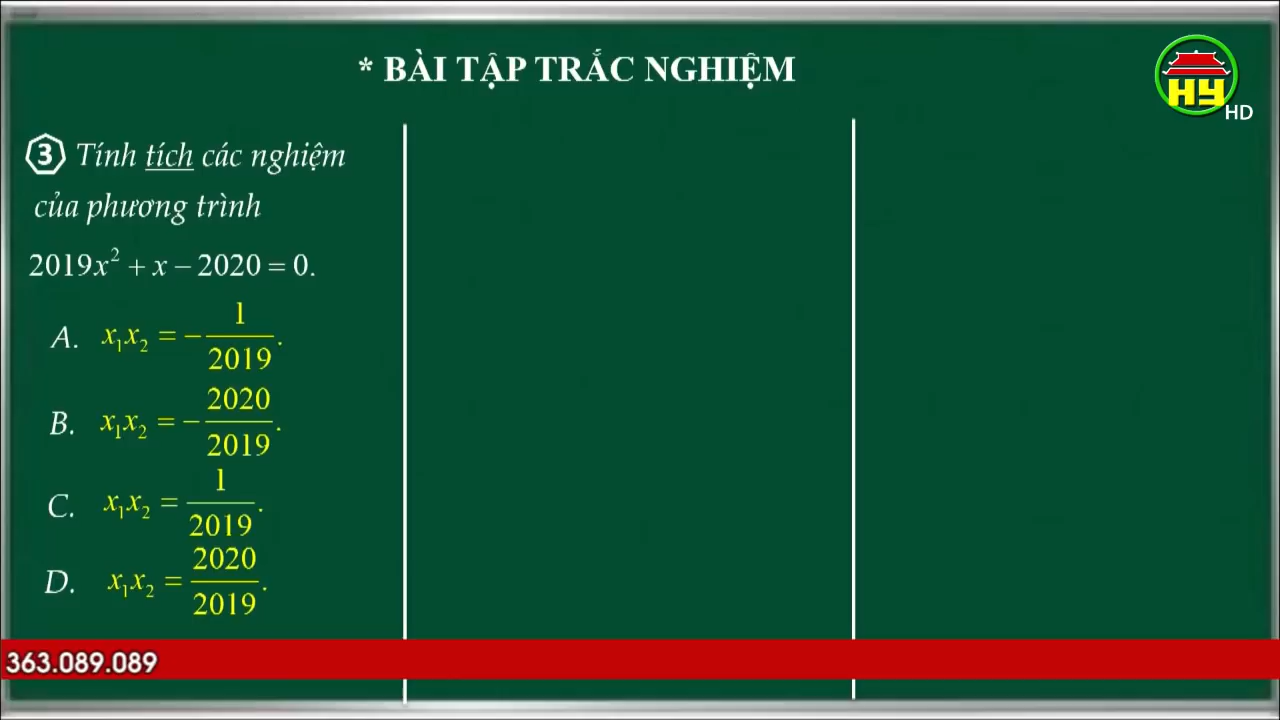 * BÀI TẬP TRẮC NGHIỆM
HY
HD
3 Tính tích các nghiệm
của phương trình
2019x² + x − 2020 = 0.
A. x₁x₂ = −1/2019.
B. x₁x₂ = −2020/2019.
C. x₁x₂ = 1/2019.
D. x₁x₂ = 2020/2019.
363.089.089